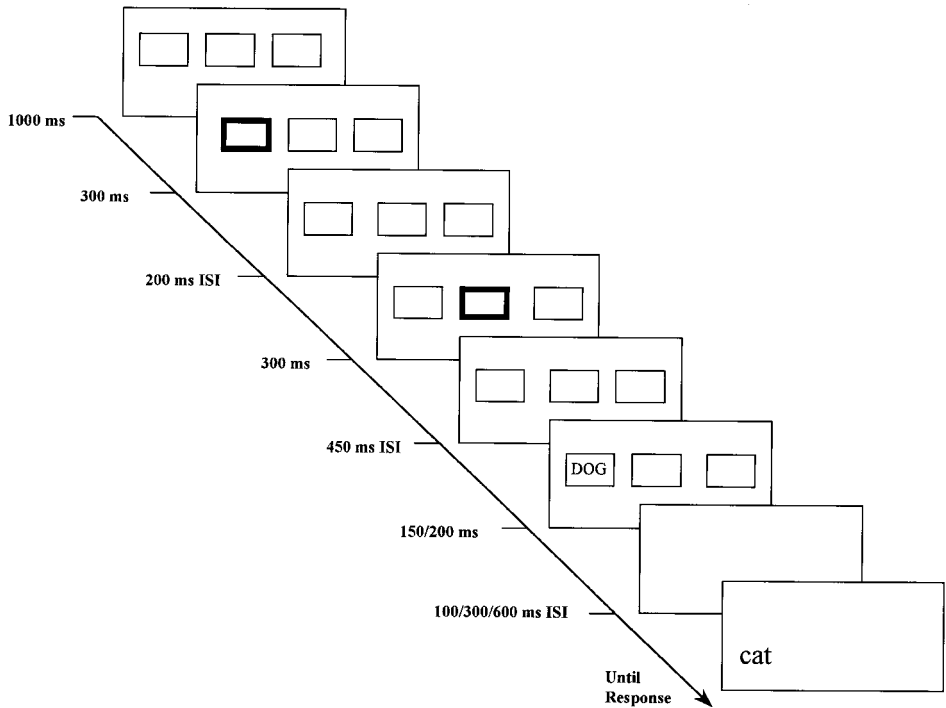 1000 ms
300 ms
200 ms ISI
300 ms
450 ms ISI
DOG
150/200 ms
100/300/600 ms ISI
cat
Until
Response